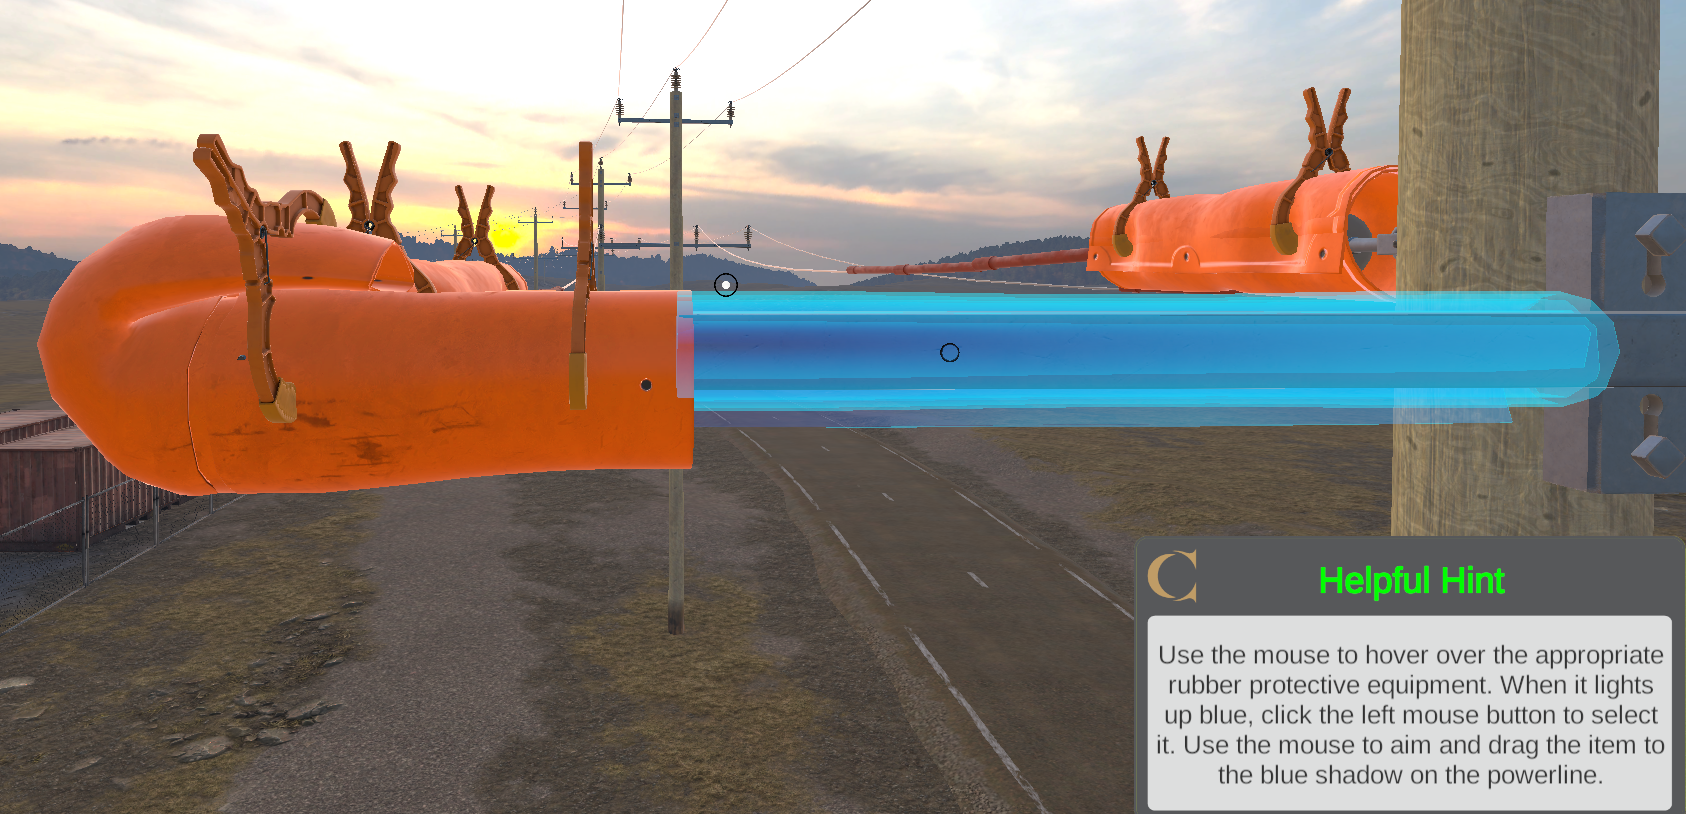 C
Helpful Hint
Use the mouse to hover over the appropriate
rubber protective equipment. When it lights
up blue, click the left mouse button to select
it. Use the mouse to aim and drag the item to
the blue shadow on the powerline.